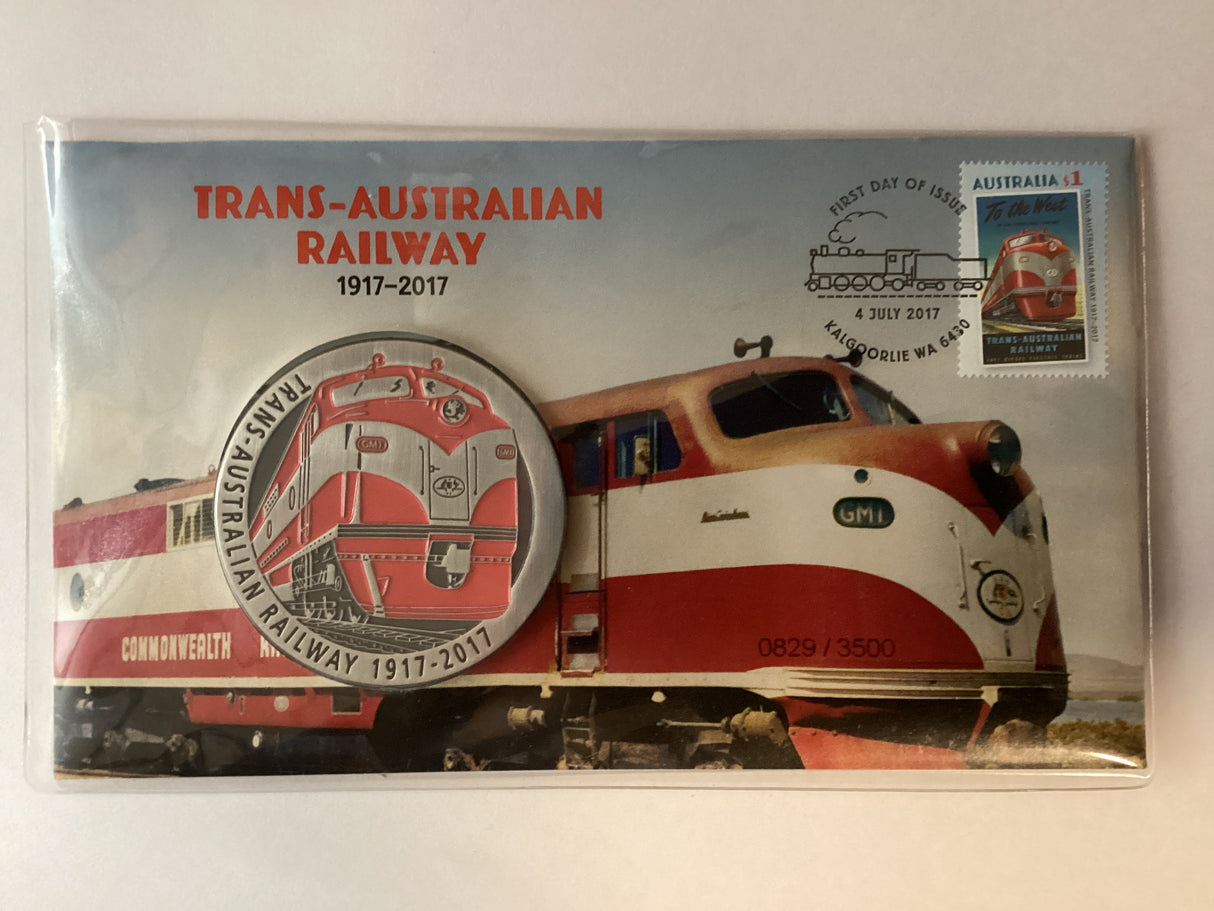 TRANS-AUSTRALIAN
RAILWAY
1917–2017
FIRST DAY OF ISSUE
4 JULY 2017
KALGOORLIE WA 6430
AUSTRALIA $1
TRANS-AUSTRALIAN RAILWAY 1917-2017
To the West
TRANS-AUSTRALIAN
RAILWAY
TRANS-AUSTRALIAN RAILWAY 1917-2017
GM1
GM1
COMMONWEALTH
0829 / 3500